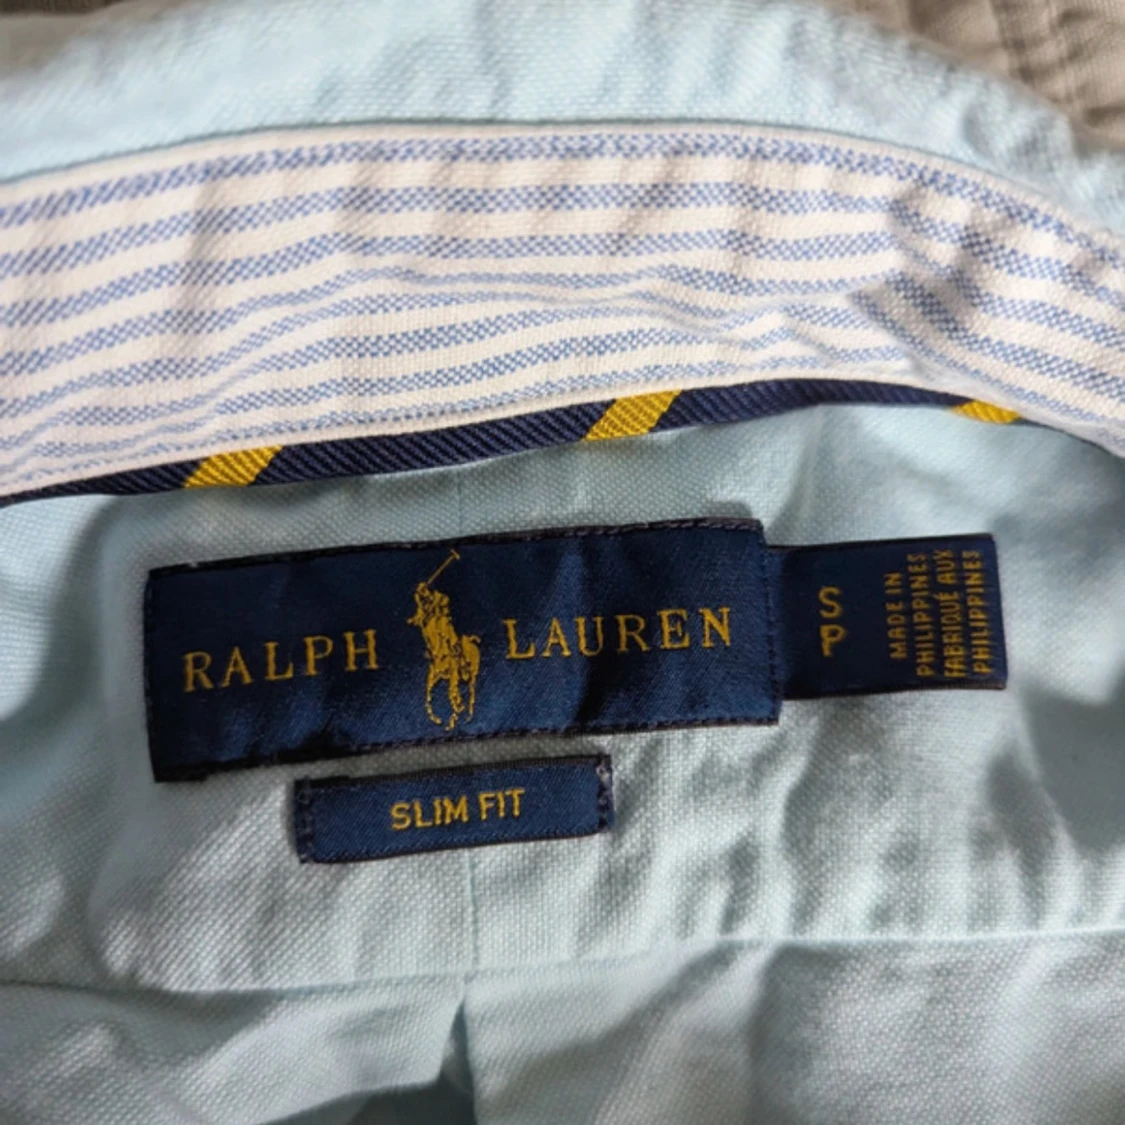 RALPH LAUREN
S
P
MADE IN
PHILIPPINES
FABRIQUÉ AUX
PHILIPPINES
SLIM FIT